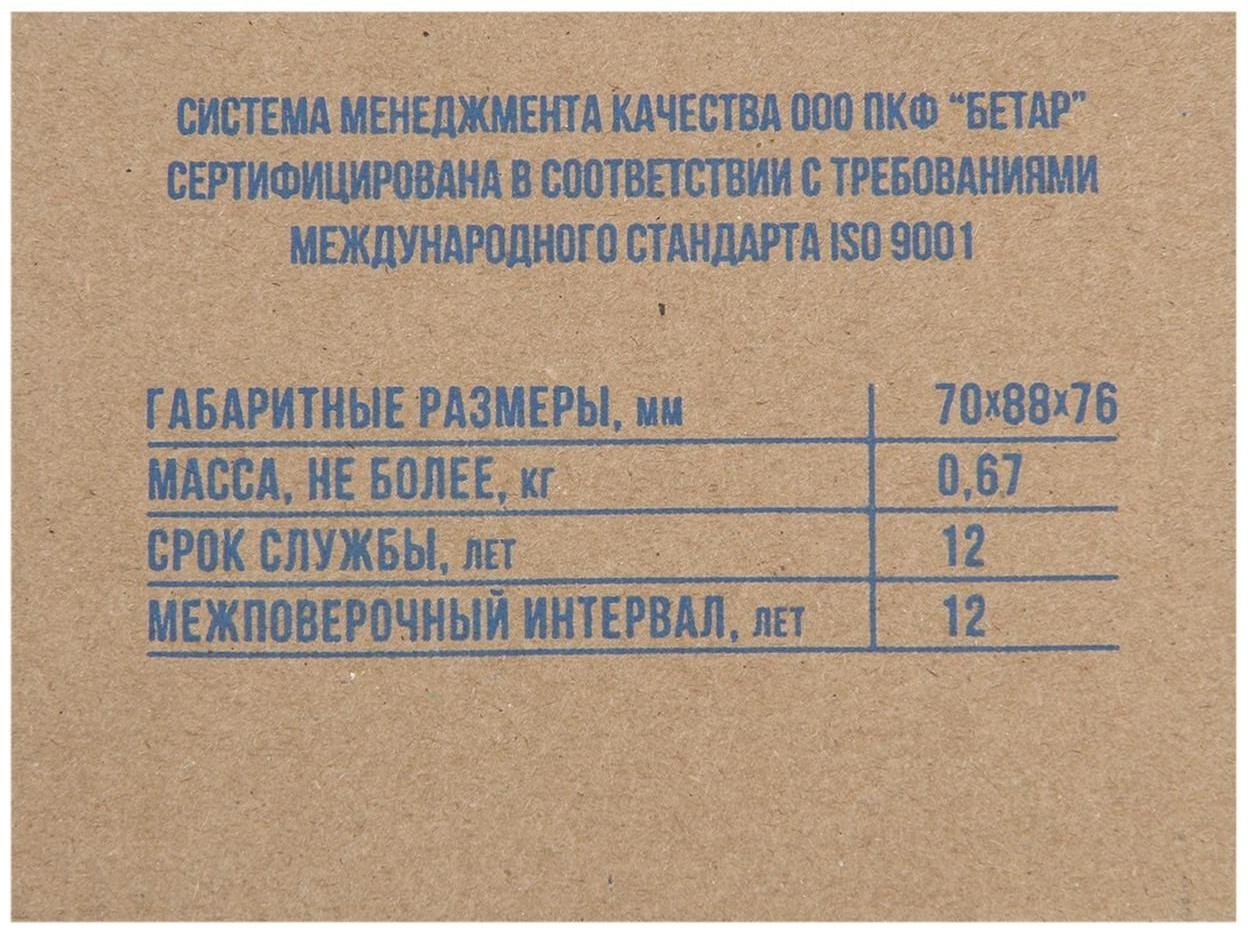 СИСТЕМА МЕНЕДЖМЕНТА КАЧЕСТВА ООО ПКФ “БЕТАР”
СЕРТИФИЦИРОВАНА В СООТВЕТСТВИИ С ТРЕБОВАНИЯМИ
МЕЖДУНАРОДНОГО СТАНДАРТА ISO 9001
ГАБАРИТНЫЕ РАЗМЕРЫ, мм 70х88х76
МАССА, НЕ БОЛЕЕ, кг 0,67
СРОК СЛУЖБЫ, лет 12
МЕЖПОВЕРОЧНЫЙ ИНТЕРВАЛ, лет 12